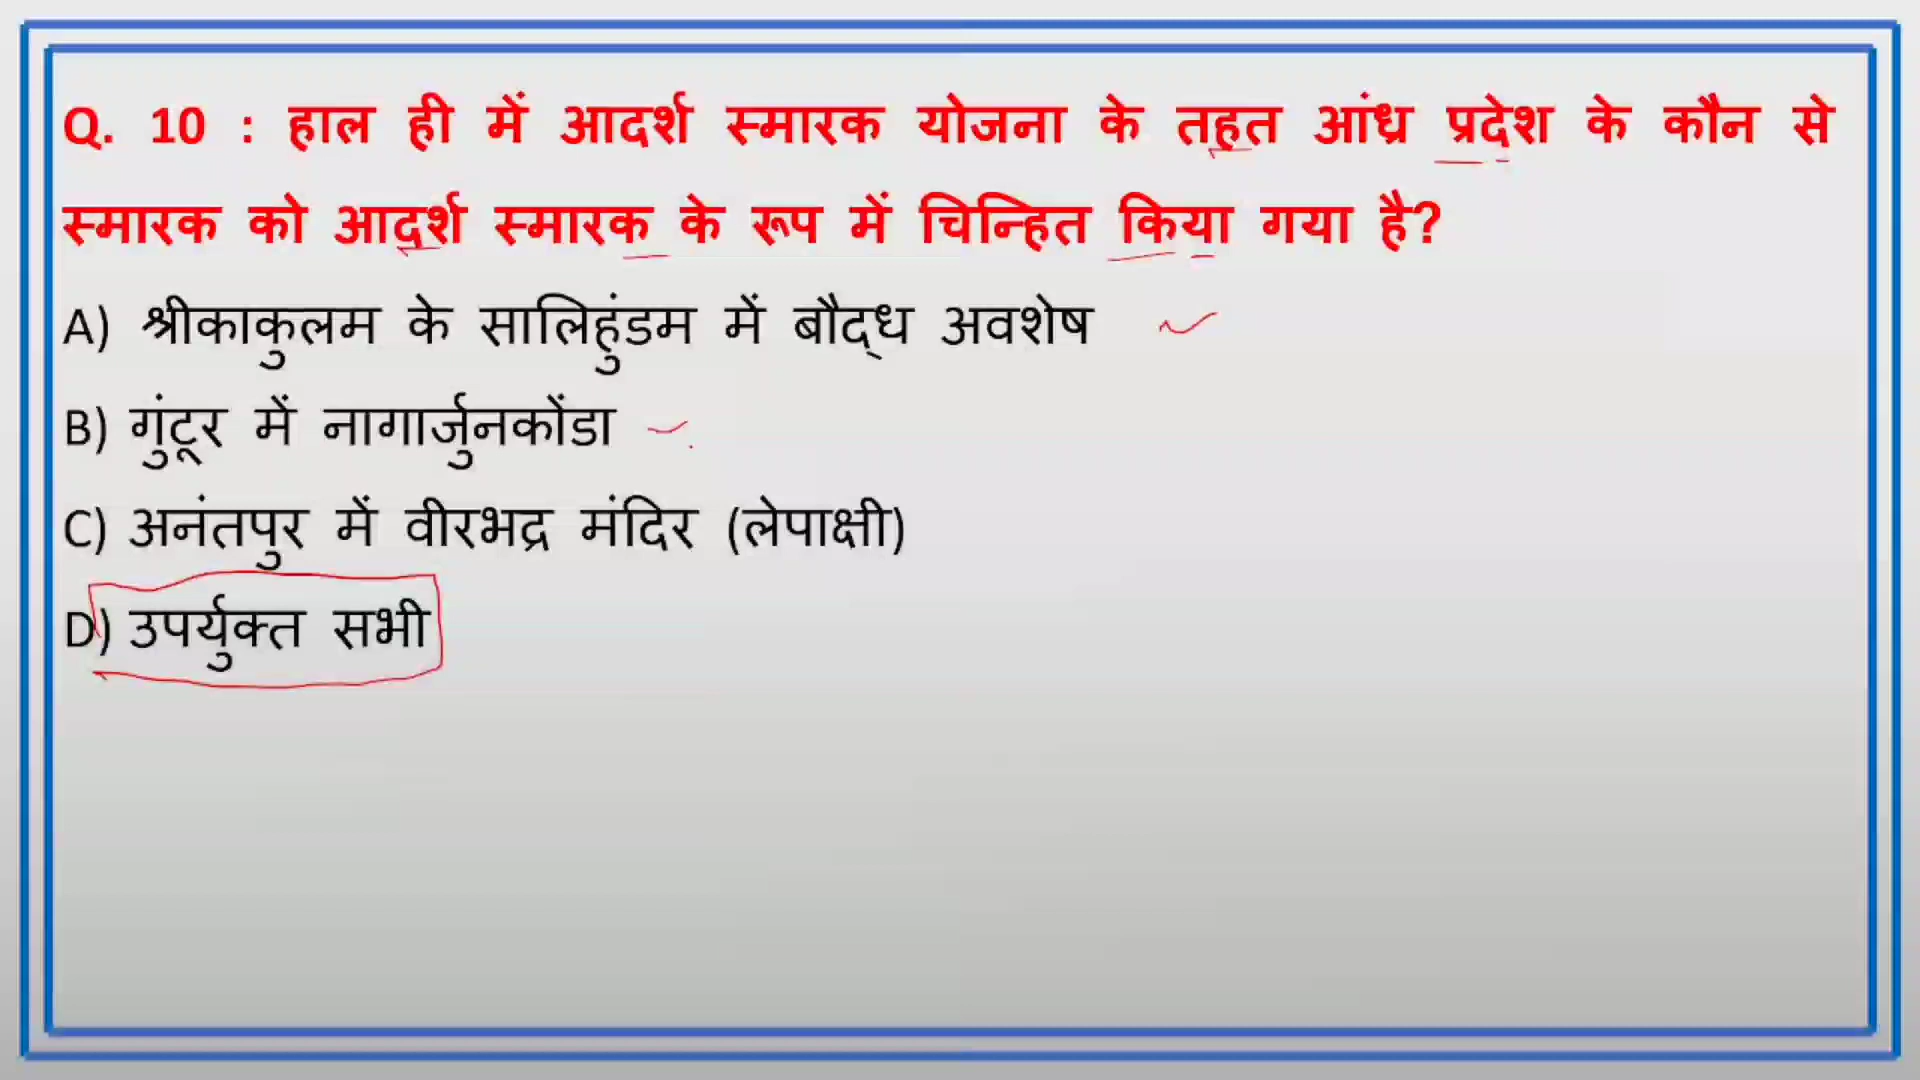 Q. 10 : हाल ही में आदर्श स्मारक योजना के तहत आंध्र प्रदेश के कौन से
स्मारक को आदर्श स्मारक के रूप में चिन्हित किया गया है?
A) श्रीकाकुलम के सालिहुंडम में बौद्ध अवशेष
B) गुंटूर में नागार्जुनकोंडा
C) अनंतपुर में वीरभद्र मंदिर (लेपाक्षी)
D) उपर्युक्त सभी